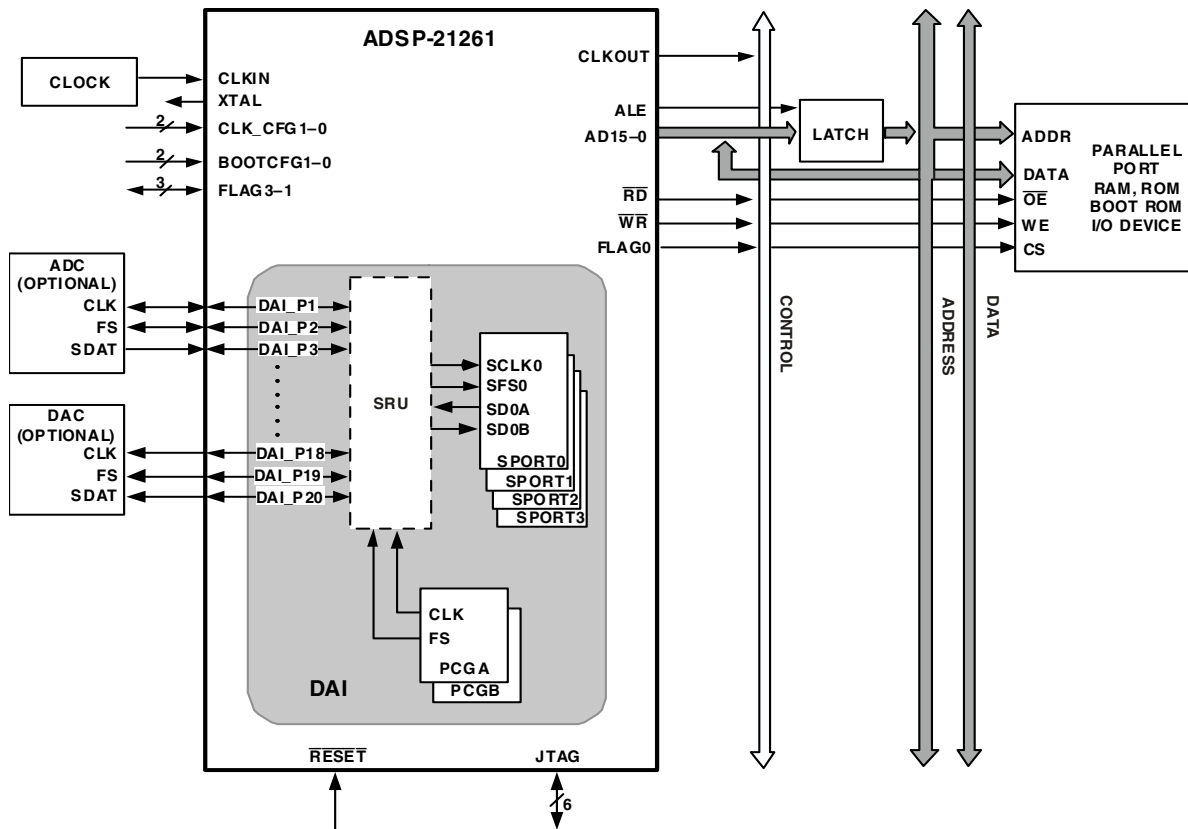 ADSP-21261
CLOCK
CLKIN
XTAL
2
CLK_CFG1–0
2
BOOTCFG1–0
3
FLAG3–1
CLKOUT
ALE
AD15–0
RD
WR
FLAG0
LATCH
ADDR
DATA
OE
WE
CS
PARALLEL
PORT
RAM, ROM
BOOT ROM
I/O DEVICE
CONTROL
ADDRESS
DATA
ADC
(OPTIONAL)
CLK
FS
SDAT
DAC
(OPTIONAL)
CLK
FS
SDAT
DAI_P1
DAI_P2
DAI_P3
DAI_P18
DAI_P19
DAI_P20
SRU
SCLK0
SFS0
SD0A
SD0B
SPORT0
SPORT1
SPORT2
SPORT3
CLK
FS
PCGA
PCGB
DAI
RESET
JTAG
6